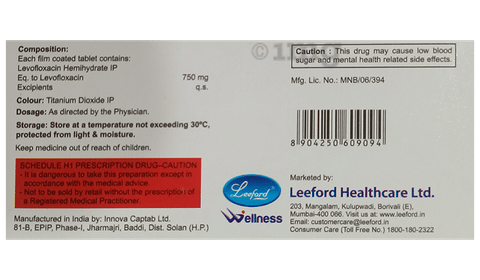 Composition:
Each film coated tablet contains:
Levofloxacin Hemihydrate IP
Eq. to Levofloxacin 750 mg
Excipients q.s.
Colour: Titanium Dioxide IP
Dosage: As directed by the Physician.
Storage: Store at a temperature not exceeding 30ºC,
protected from light & moisture.
Keep medicine out of reach of children.
SCHEDULE H1 PRESCRIPTION DRUG–CAUTION
- It is dangerous to take this preparation except in
accordance with the medical advice.
- Not to be sold by retail without the prescription of
a Registered Medical Practitioner.
Manufactured in India by: Innova Captab Ltd.
81-B, EPIP, Phase-I, Jharmajri, Baddi, Dist. Solan (H.P.)
Caution : This drug may cause low blood
sugar and mental health related side effects.
Mfg. Lic. No.: MNB/06/394
8 904250 609094
Leeford
Wellness
Marketed by:
Leeford Healthcare Ltd.
203, Mangalam, Kulupwadi, Borivali (E),
Mumbai-400 066. Visit us at: www.leeford.in
Email: customercare@leeford.in
Consumer Care (Toll Free No.) 1800-180-2322